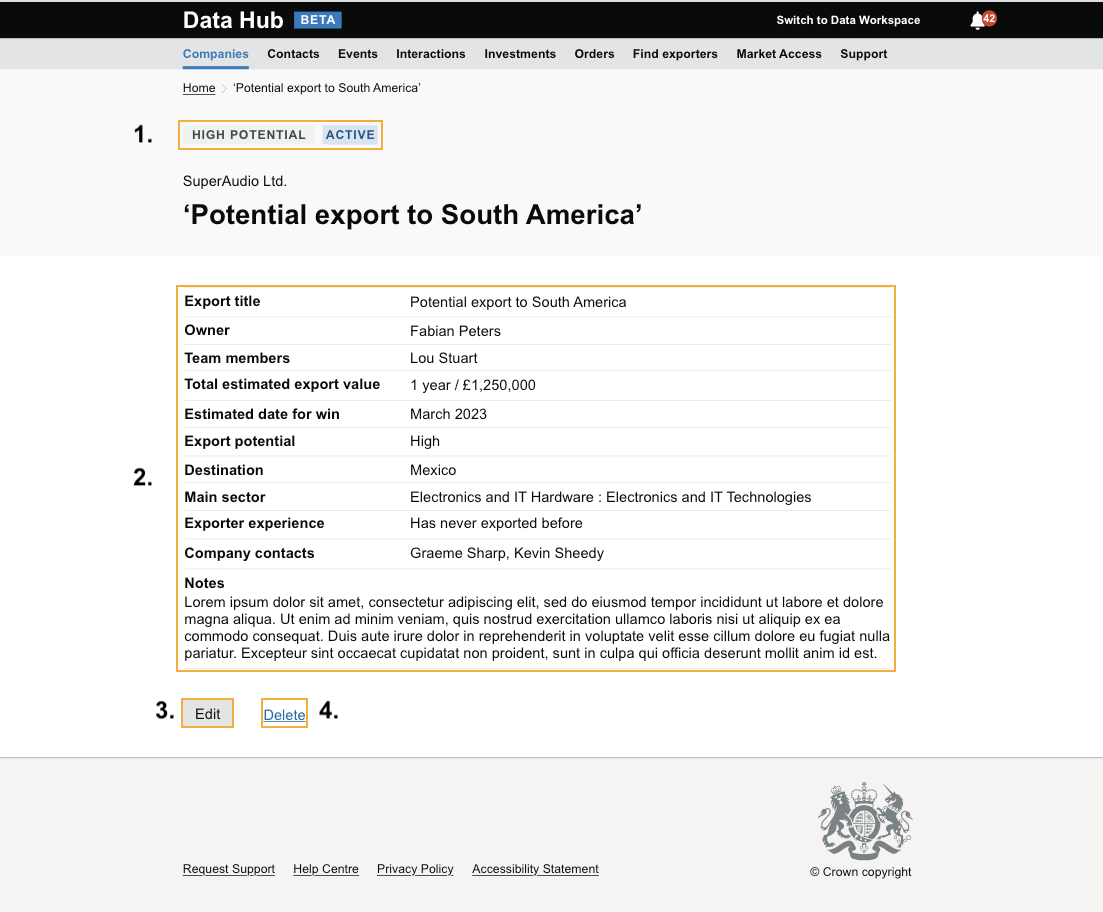 Data Hub BETA Switch to Data Workspace 42
Companies Contacts Events Interactions Investments Orders Find exporters Market Access Support
Home ‘Potential export to South America’
1. HIGH POTENTIAL ACTIVE
SuperAudio Ltd.
‘Potential export to South America’
Export title Potential export to South America
Owner Fabian Peters
Team members Lou Stuart
Total estimated export value 1 year / £1,250,000
Estimated date for win March 2023
Export potential High
2. Destination Mexico
Main sector Electronics and IT Hardware : Electronics and IT Technologies
Exporter experience Has never exported before
Company contacts Graeme Sharp, Kevin Sheedy
Notes
Lorem ipsum dolor sit amet, consectetur adipiscing elit, sed do eiusmod tempor incididunt ut labore et dolore
magna aliqua. Ut enim ad minim veniam, quis nostrud exercitation ullamco laboris nisi ut aliquip ex ea
commodo consequat. Duis aute irure dolor in reprehenderit in voluptate velit esse cillum dolore eu fugiat nulla
pariatur. Excepteur sint occaecat cupidatat non proident, sunt in culpa qui officia deserunt mollit anim id est.
3. Edit Delete 4.
Request Support Help Centre Privacy Policy Accessibility Statement
© Crown copyright